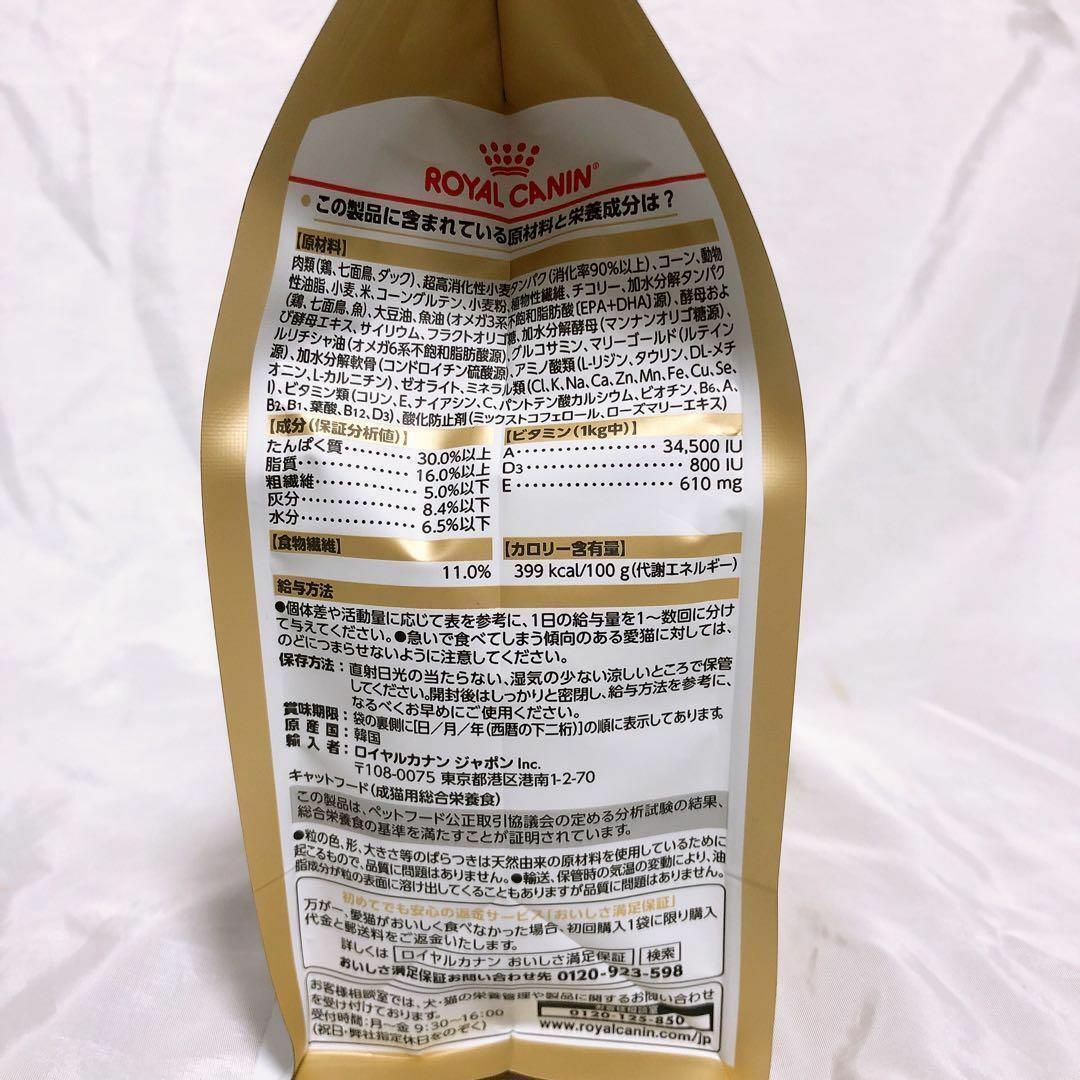 ROYAL CANIN®
●この製品に含まれている原材料と栄養成分は？
【原材料】
肉類(鶏、七面鳥、ダック)、超高消化性小麦タンパク(消化率90%以上)、コーン、動物
性油脂、小麦、米、コーングルテン、小麦粉、植物性繊維、チコリー、加水分解タンパク
(鶏、七面鳥、魚)、大豆油、魚油(オメガ3系不飽和脂肪酸〔EPA+DHA〕源)、酵母およ
び酵母エキス、サイリウム、フラクトオリゴ糖、加水分解酵母(マンナンオリゴ糖源)、
ルリチシャ油(オメガ6系不飽和脂肪酸源)、グルコサミン、マリーゴールド(ルテイン
源)、加水分解軟骨(コンドロイチン硫酸源)、アミノ酸類(L-リジン、タウリン、DL-メチ
オニン、L-カルニチン)、ゼオライト、ミネラル類(Cl、K、Na、Ca、Zn、Mn、Fe、Cu、Se、
I)、ビタミン類(コリン、E、ナイアシン、C、パントテン酸カルシウム、ビオチン、B6、A、
B2、B1、葉酸、B12、D3)、酸化防止剤(ミックストコフェロール、ローズマリーエキス)
【成分(保証分析値)】
たんぱく質‥‥‥‥30.0%以上
脂質‥‥‥‥‥‥16.0%以上
粗繊維‥‥‥‥‥‥5.0%以下
灰分‥‥‥‥‥‥8.4%以下
水分‥‥‥‥‥‥6.5%以下
【ビタミン(1kg中)】
A‥‥‥‥‥‥34,500 IU
D3‥‥‥‥‥‥800 IU
E‥‥‥‥‥‥610 mg
【食物繊維】
11.0%
【カロリー含有量】
399 kcal/100 g(代謝エネルギー)
給与方法
●個体差や活動量に応じて表を参考に、1日の給与量を1〜数回に分け
て与えてください。●急いで食べてしまう傾向のある愛猫に対しては、
のどにつまらせないように注意してください。
保存方法：直射日光の当たらない、湿気の少ない涼しいところで保管
してください。開封後はしっかりと密閉し、給与方法を参考に、
なるべくお早めにご使用ください。
賞味期限：袋の裏側に[日／月／年(西暦の下二桁)]の順に表示してあります。
原産国：韓国
輸入者：ロイヤルカナン ジャポン Inc.
〒108-0075 東京都港区港南1-2-70
キャットフード(成猫用総合栄養食)
この製品は、ペットフード公正取引協議会の定める分析試験の結果、
総合栄養食の基準を満たすことが証明されています。
●粒の色、形、大きさ等のばらつきは天然由来の原材料を使用しているために
起こるもので、品質に問題はありません。●輸送、保管時の気温の変動により、油
脂成分が粒の表面に溶け出してくることもありますが品質に問題はありません。
初めてでも安心の返金サービス「おいしさ満足保証」
万が一、愛猫がおいしく食べなかった場合、初回購入1袋に限り購入
代金と郵送料をご返金いたします。
詳しくは ロイヤルカナン おいしさ満足保証 検索
おいしさ満足保証お問い合わせ先 0120-923-598
お客様相談室では、犬・猫の栄養管理や製品に関するお問い合わせ
を受け付けております。
受付時間：月〜金 9:30〜16:00
(祝日・弊社指定休日をのぞく)
0120-125-850
www.royalcanin.com/jp